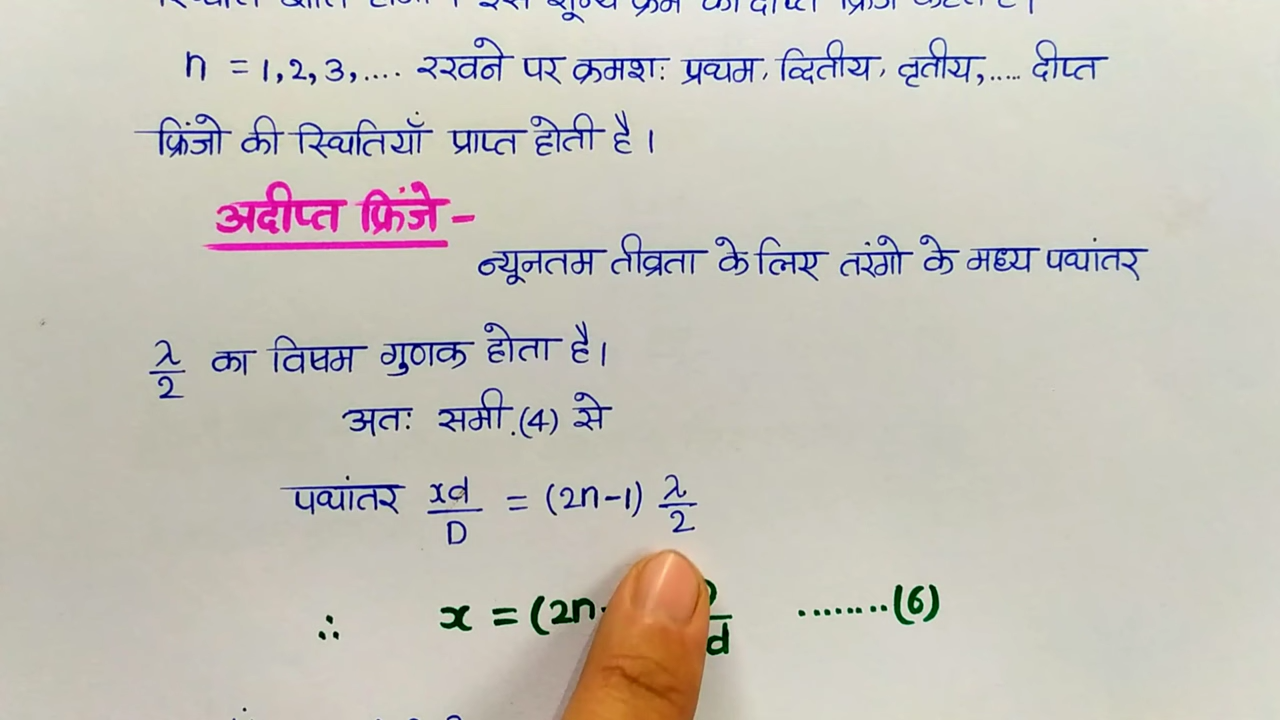 n = 1, 2, 3, .... रखने पर क्रमशः प्रथम, द्वितीय, तृतीय, ..... दीप्त
फ्रिंजो की स्थितियाँ प्राप्त होती है।
अदीप्त फ्रिंजे -
न्यूनतम तीव्रता के लिए तरंगो के मध्य पथांतर
λ/2 का विषम गुणक होता है।
अतः समी.(4) से
पथांतर xd/D = (2n-1) λ/2
∴ x = (2n- d ........(6)